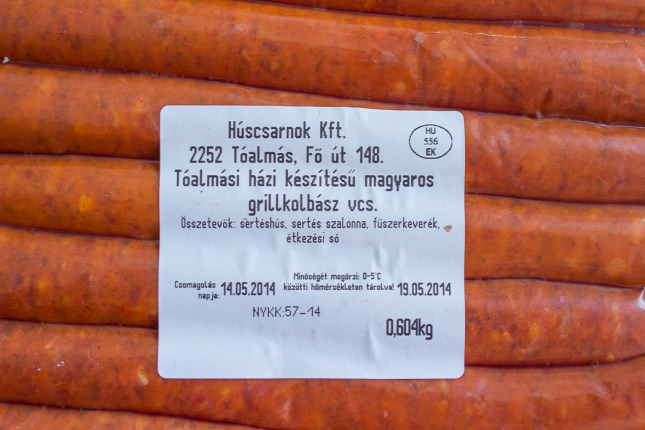 Húscsarnok Kft.
HU
556
EK
2252 Tóalmás, Fő út 148.
Tóalmási házi készítésű magyaros
grillkolbász vcs.
Összetevők: sertéshús, sertés szalonna, fűszerkeverék,
étkezési só
Minőségét megőrzi: 0-5°C
Csomagolás napja: 14.05.2014 közötti hőmérsékleten tárolva! 19.05.2014
NYKK:57-14
0,604kg